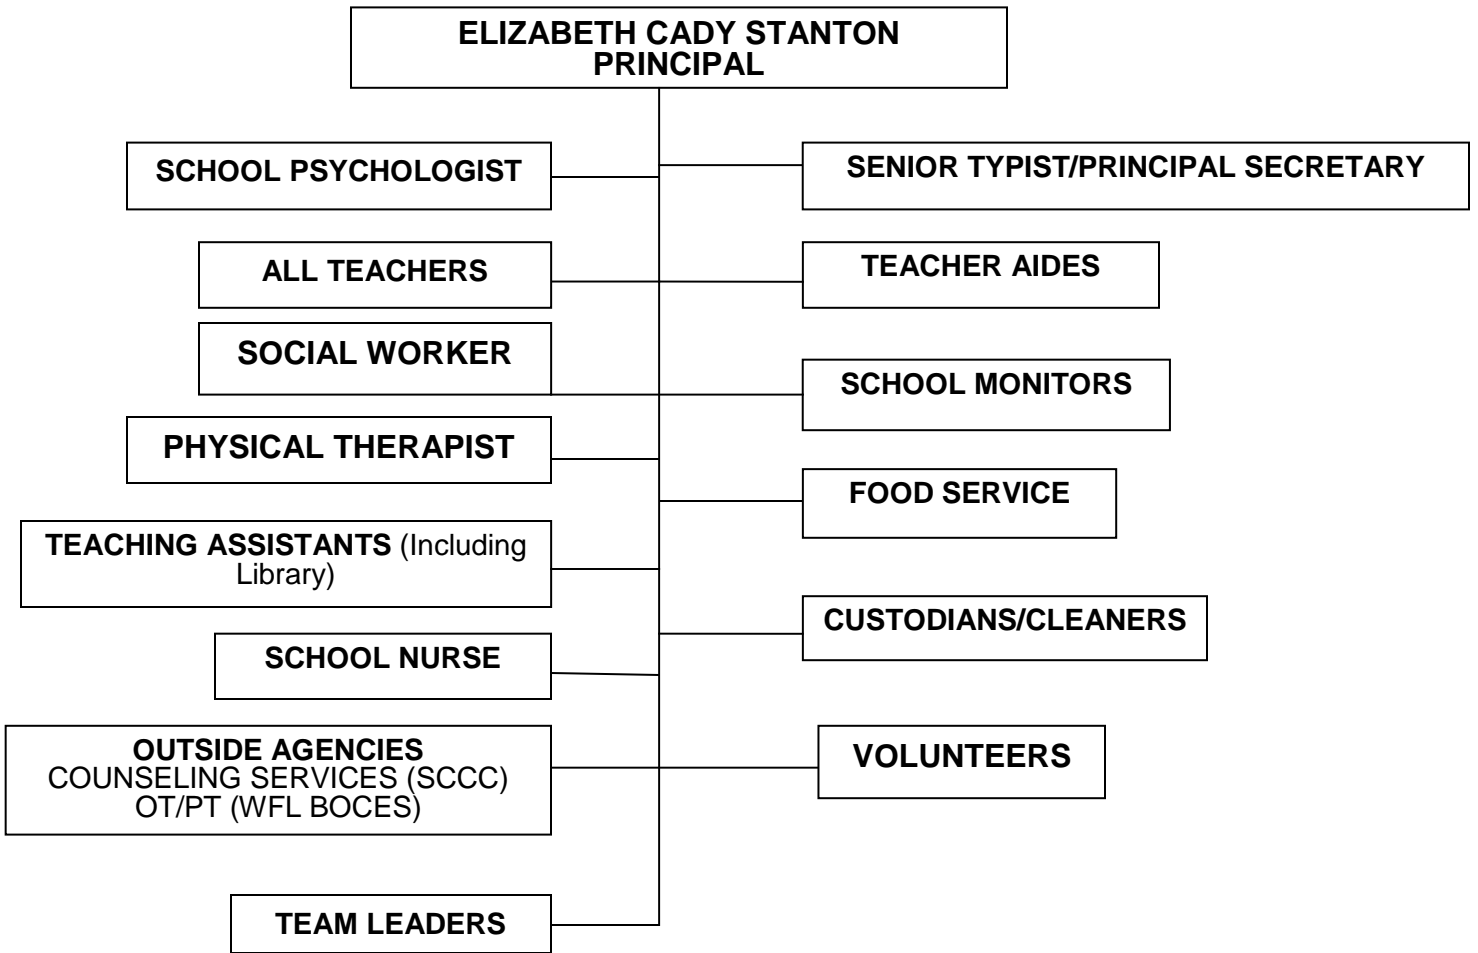 ELIZABETH CADY STANTON
PRINCIPAL
SCHOOL PSYCHOLOGIST
SENIOR TYPIST/PRINCIPAL SECRETARY
ALL TEACHERS
TEACHER AIDES
SOCIAL WORKER
SCHOOL MONITORS
PHYSICAL THERAPIST
FOOD SERVICE
TEACHING ASSISTANTS (Including
Library)
CUSTODIANS/CLEANERS
SCHOOL NURSE
OUTSIDE AGENCIES
COUNSELING SERVICES (SCCC)
OT/PT (WFL BOCES)
VOLUNTEERS
TEAM LEADERS